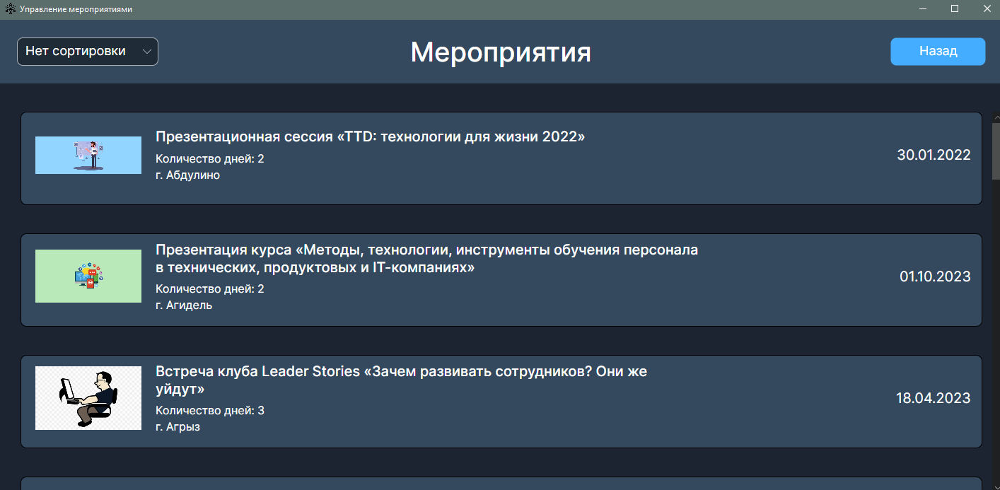 Управление мероприятиями
Нет сортировки
Мероприятия
Назад
Презентационная сессия «TTD: технологии для жизни 2022»
Количество дней: 2
г. Абдулино
30.01.2022
Презентация курса «Методы, технологии, инструменты обучения персонала
в технических, продуктовых и IT-компаниях»
Количество дней: 2
г. Агидель
01.10.2023
Встреча клуба Leader Stories «Зачем развивать сотрудников? Они же
уйдут»
Количество дней: 3
г. Агрыз
18.04.2023